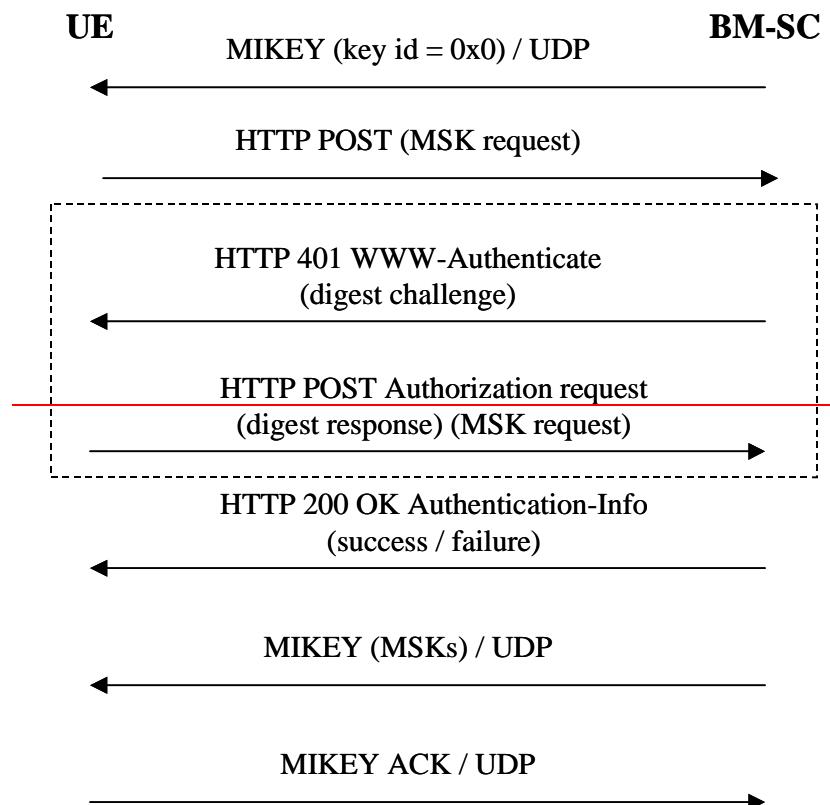 UE
BM-SC
MIKEY (key id = 0x0) / UDP
HTTP POST (MSK request)
HTTP 401 WWW-Authenticate
(digest challenge)
HTTP POST Authorization request
(digest response) (MSK request)
HTTP 200 OK Authentication-Info
(success / failure)
MIKEY (MSKs) / UDP
MIKEY ACK / UDP